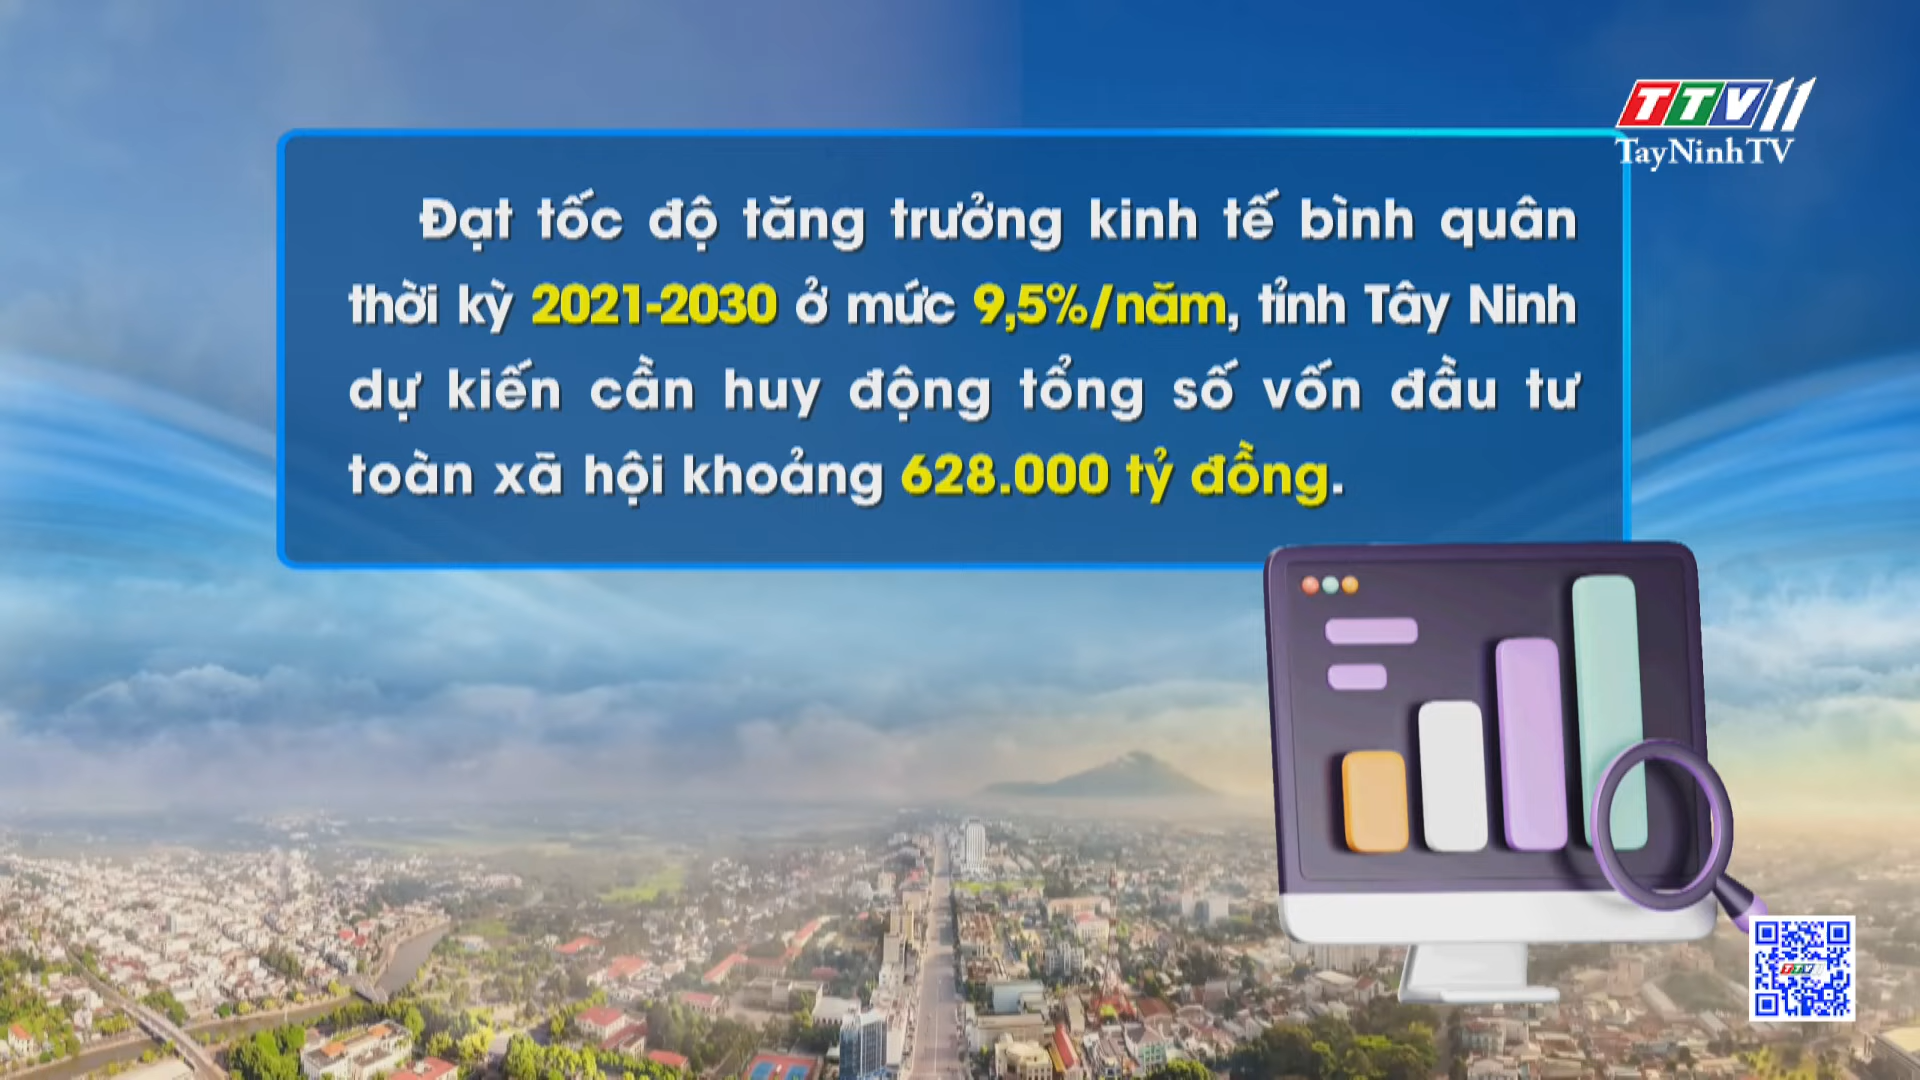 TTV11
TayNinhTV
Đạt tốc độ tăng trưởng kinh tế bình quân
thời kỳ 2021-2030 ở mức 9,5%/năm, tỉnh Tây Ninh
dự kiến cần huy động tổng số vốn đầu tư
toàn xã hội khoảng 628.000 tỷ đồng.
TTV11